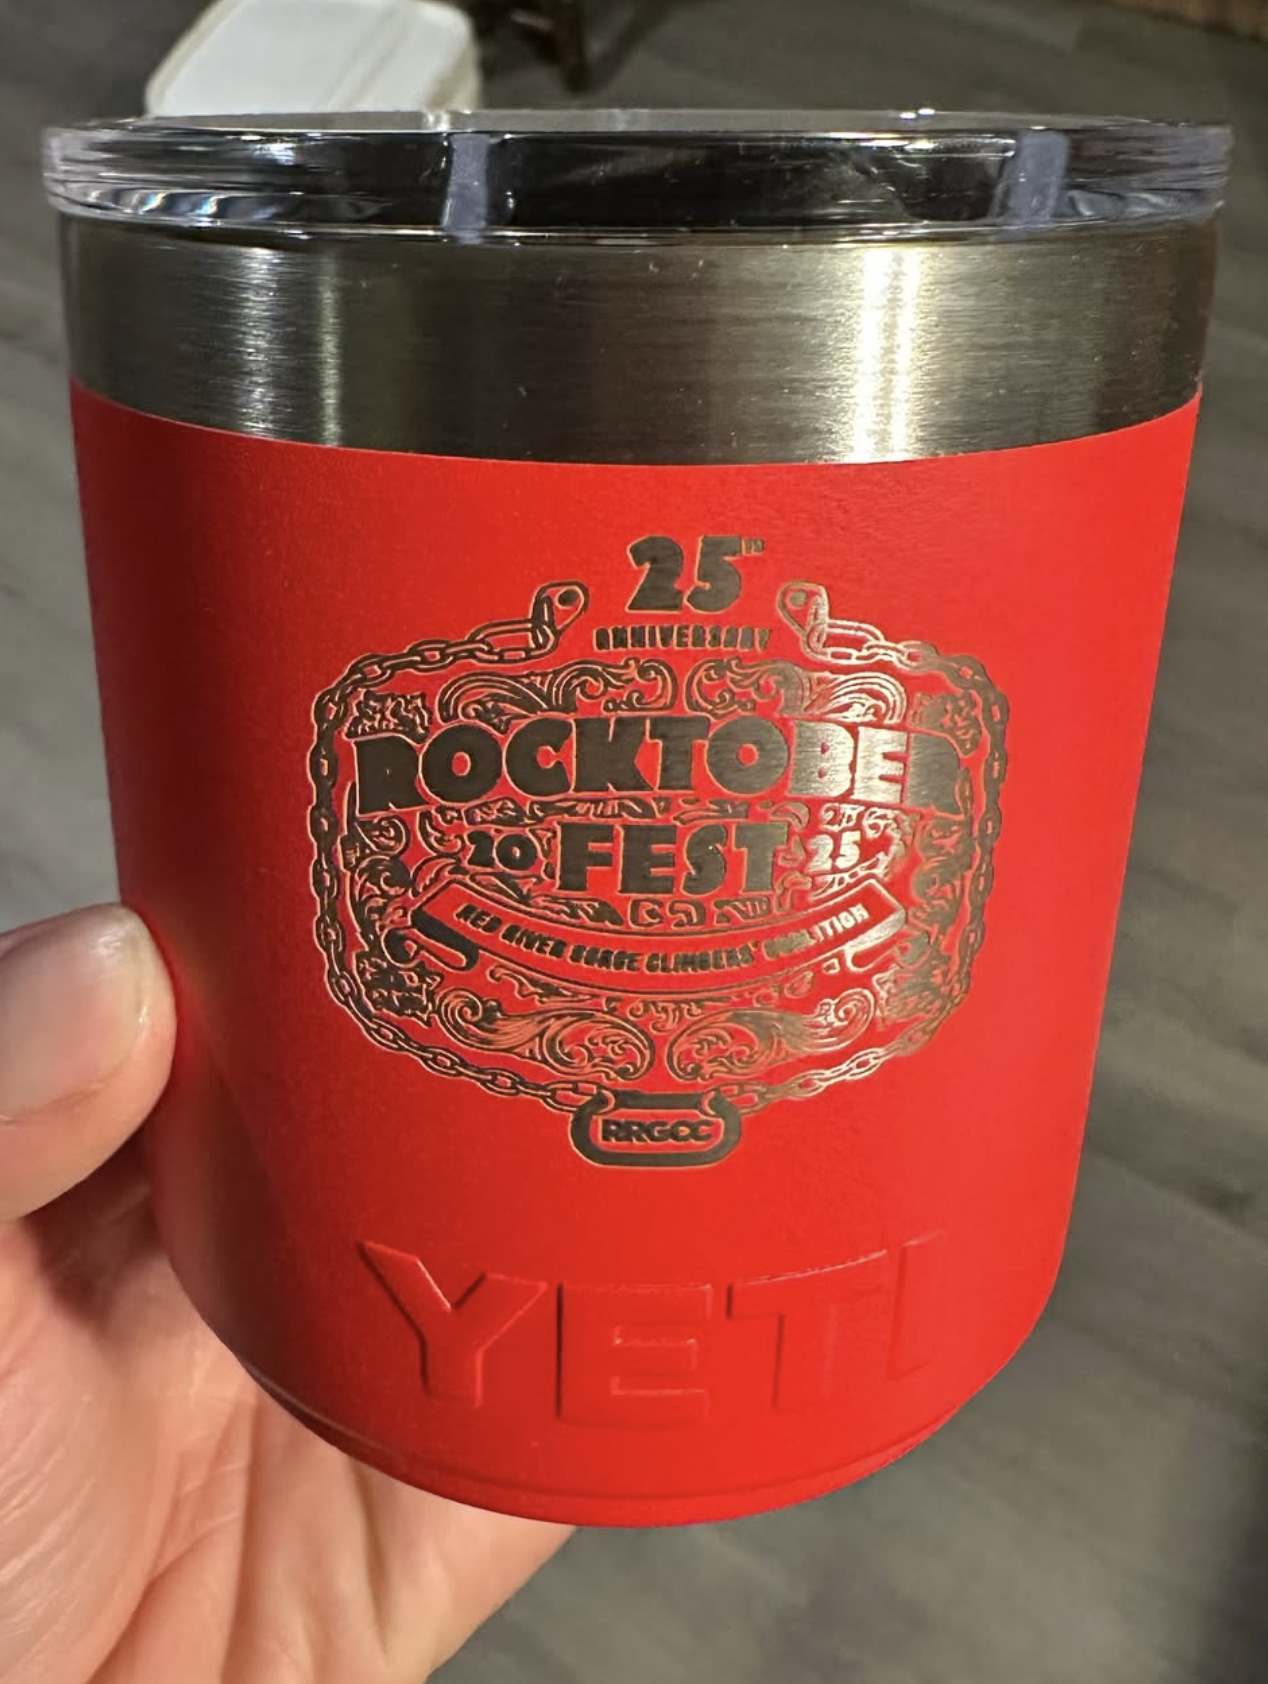 25TH
ANNIVERSARY
ROCKTOBER
20 FEST 25
RED RIVER GORGE CLIMBERS' COALITION
RRGCC
YETI